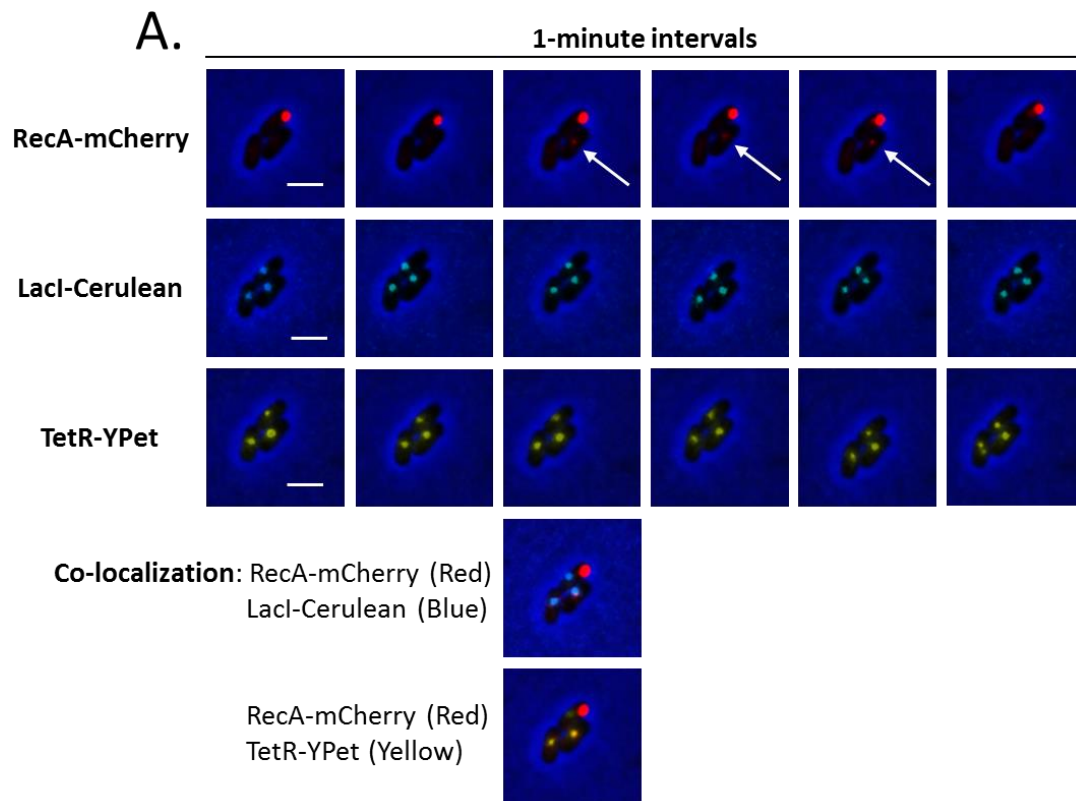 A.
1-minute intervals
RecA-mCherry
LacI-Cerulean
TetR-YPet
Co-localization: RecA-mCherry (Red)
LacI-Cerulean (Blue)
RecA-mCherry (Red)
TetR-YPet (Yellow)